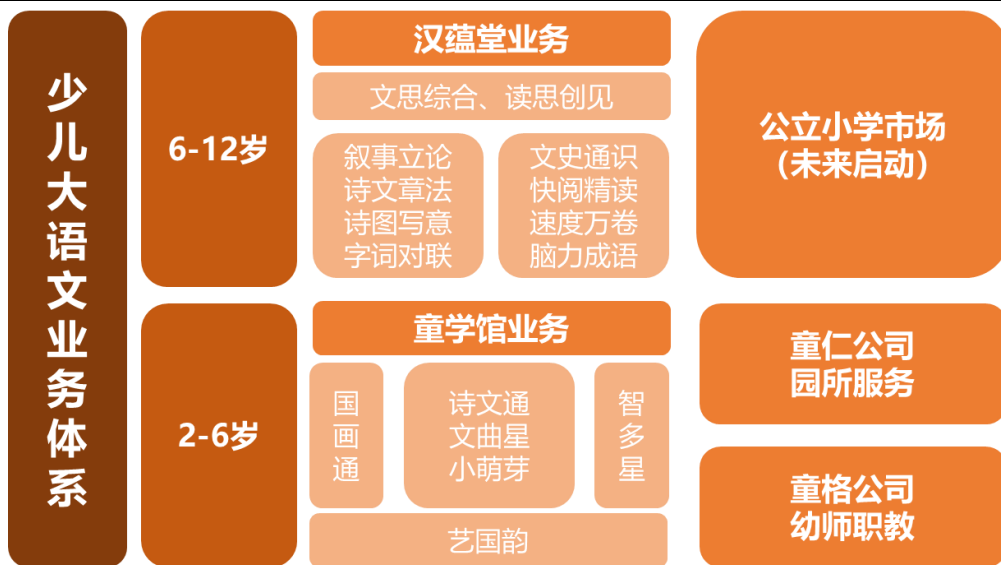 少儿大语文业务体系
6-12岁
汉蕴堂业务
文思综合、读思创见
叙事立论
诗文章法
诗图写意
字词对联
文史通识
快阅精读
速度万卷
脑力成语
公立小学市场
（未来启动）
2-6岁
童学馆业务
国画通
诗文通
文曲星
小萌芽
智多星
艺国韵
童仁公司
园所服务
童格公司
幼师职教